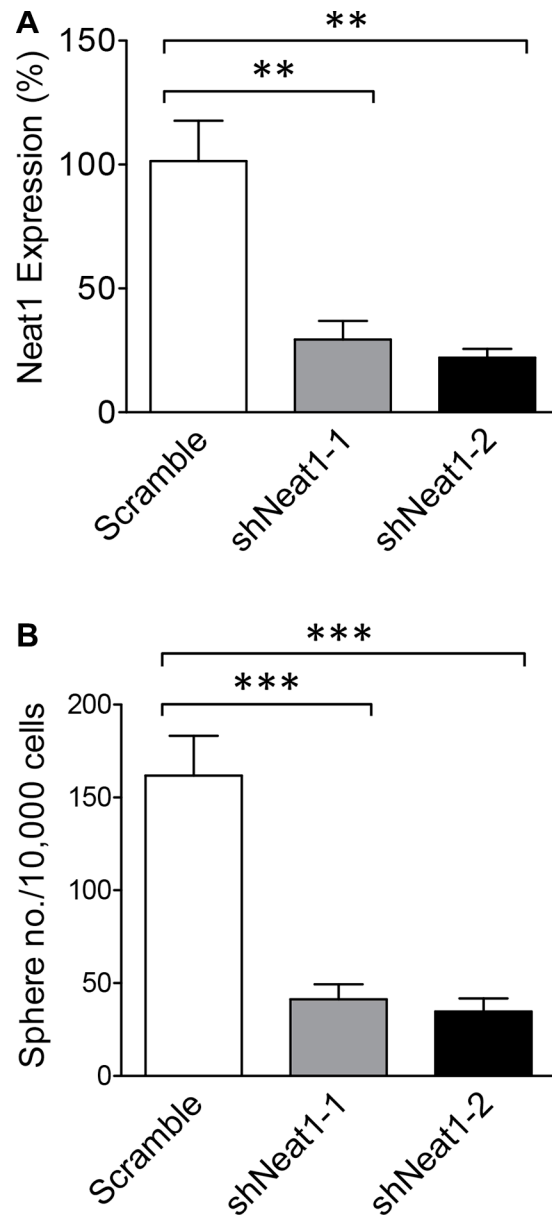 A
Neat1 Expression (%)
150
100
50
0
**
**
Scramble
shNeat1-1
shNeat1-2
B
Sphere no./10,000 cells
200
150
100
50
0
***
***
Scramble
shNeat1-1
shNeat1-2